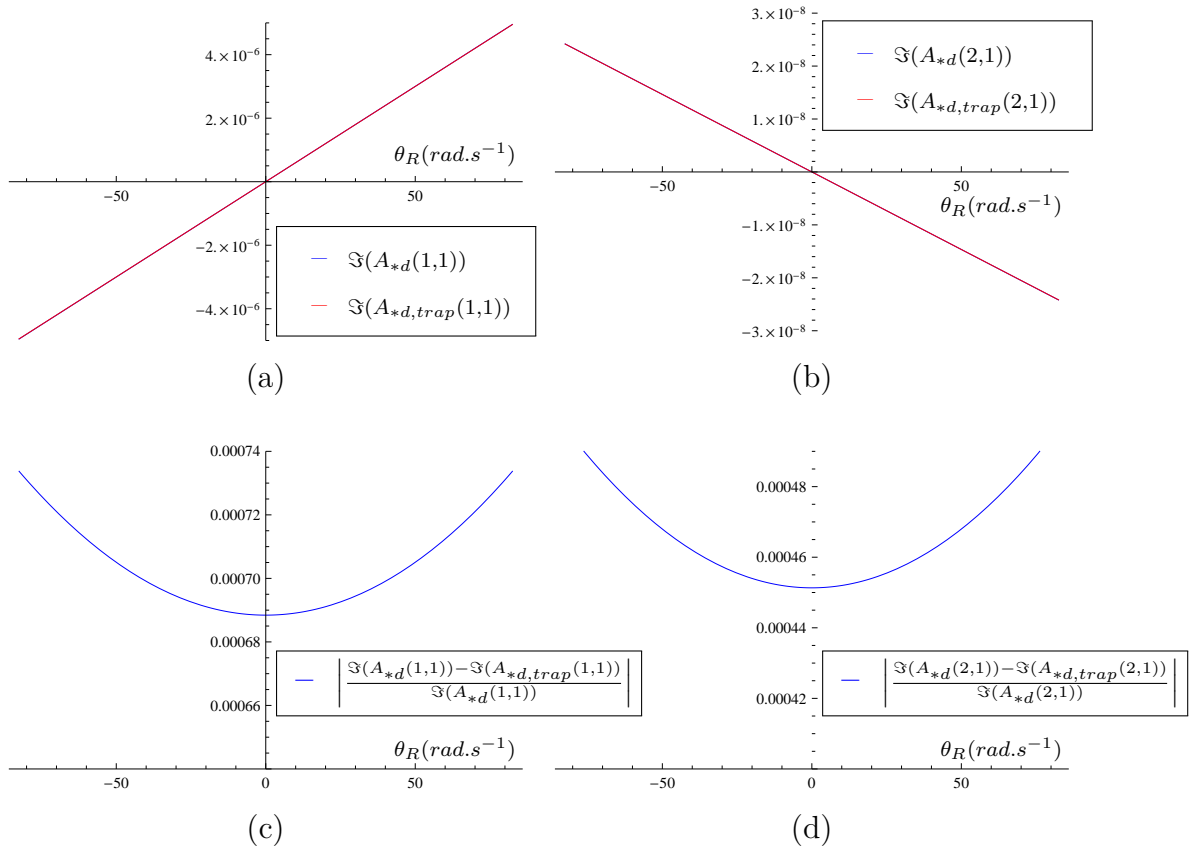 4.×10⁻⁶
2.×10⁻⁶
θ_R(rad.s⁻¹)
−50
0
50
−2.×10⁻⁶
−4.×10⁻⁶
ℑ(A_{*d}(1,1))
ℑ(A_{*d,trap}(1,1))
(a)
3.×10⁻⁸
2.×10⁻⁸
1.×10⁻⁸
ℑ(A_{*d}(2,1))
ℑ(A_{*d,trap}(2,1))
−50
50
θ_R(rad.s⁻¹)
−1.×10⁻⁸
−2.×10⁻⁸
−3.×10⁻⁸
(b)
0.00074
0.00072
0.00070
0.00068
0.00066
|(ℑ(A_{*d}(1,1))−ℑ(A_{*d,trap}(1,1)))/ℑ(A_{*d}(1,1))|
θ_R(rad.s⁻¹)
−50
0
50
(c)
0.00048
0.00046
0.00044
0.00042
|(ℑ(A_{*d}(2,1))−ℑ(A_{*d,trap}(2,1)))/ℑ(A_{*d}(2,1))|
θ_R(rad.s⁻¹)
−50
0
50
(d)